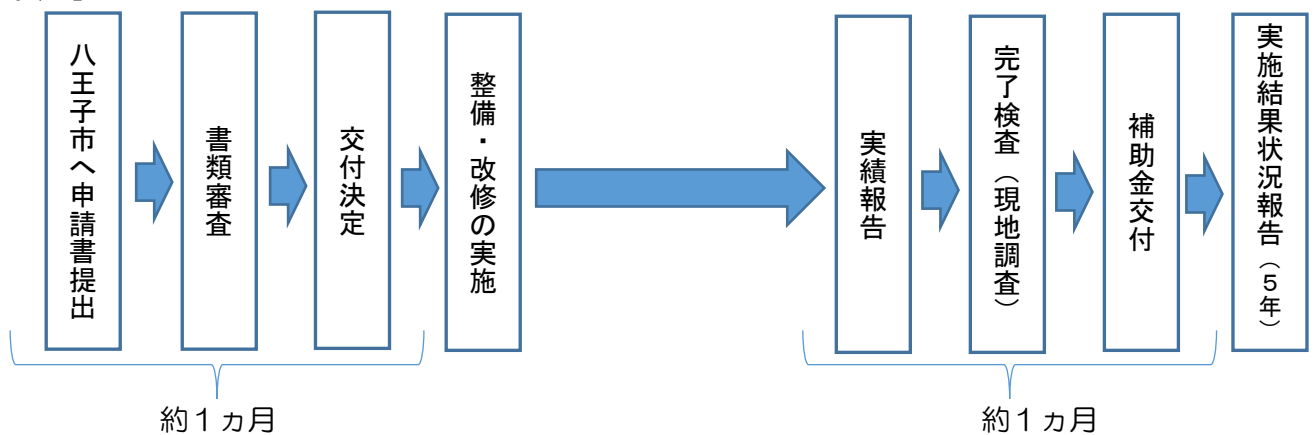 八王子市へ申請書提出
書類審査
交付決定
整備・改修の実施
実績報告
完了検査（現地調査）
補助金交付
実施結果状況報告（５年）
約１ヵ月
約１ヵ月